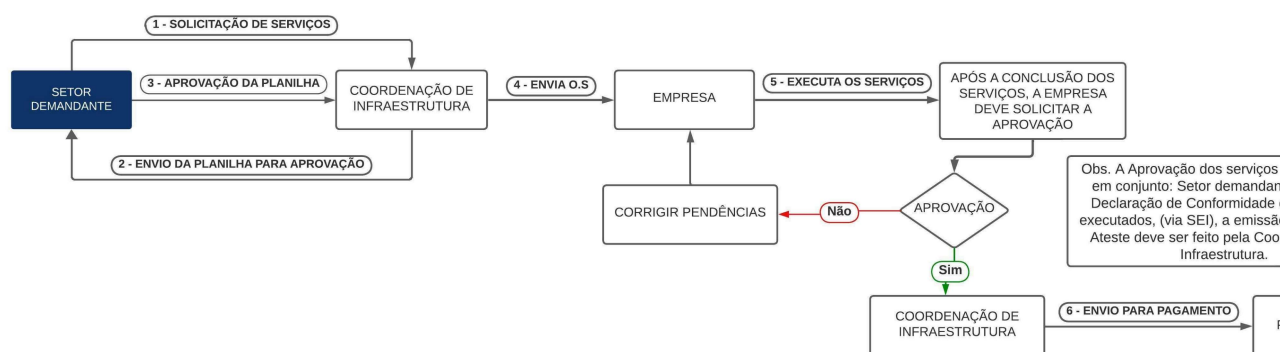 1 - SOLICITAÇÃO DE SERVIÇOS
SETOR
DEMANDANTE
3 - APROVAÇÃO DA PLANILHA
COORDENAÇÃO DE
INFRAESTRUTURA
2 - ENVIO DA PLANILHA PARA APROVAÇÃO
4 - ENVIA O.S
EMPRESA
5 - EXECUTA OS SERVIÇOS
APÓS A CONCLUSÃO DOS
SERVIÇOS, A EMPRESA
DEVE SOLICITAR A
APROVAÇÃO
CORRIGIR PENDÊNCIAS
Não
APROVAÇÃO
Sim
Obs. A Aprovação dos serviços
em conjunto: Setor
Declaração de Conformidade
executados, (via SEI), a
Ateste deve ser feito pela
Infraestrutura.
COORDENAÇÃO DE
INFRAESTRUTURA
6 - ENVIO PARA PAGAMENTO